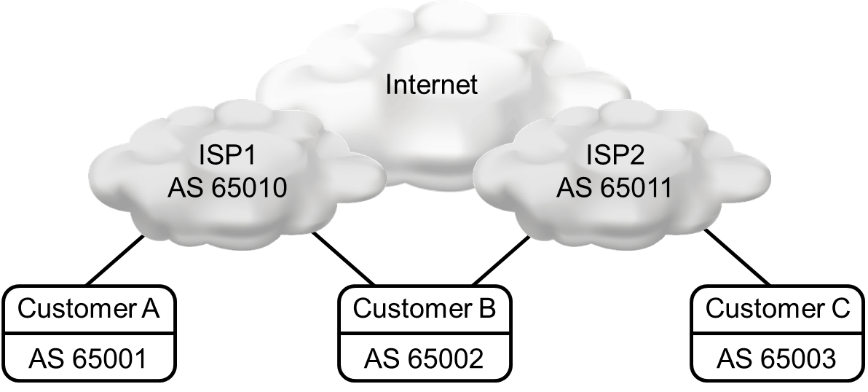 Internet
ISP1
AS 65010
ISP2
AS 65011
Customer A
AS 65001
Customer B
AS 65002
Customer C
AS 65003